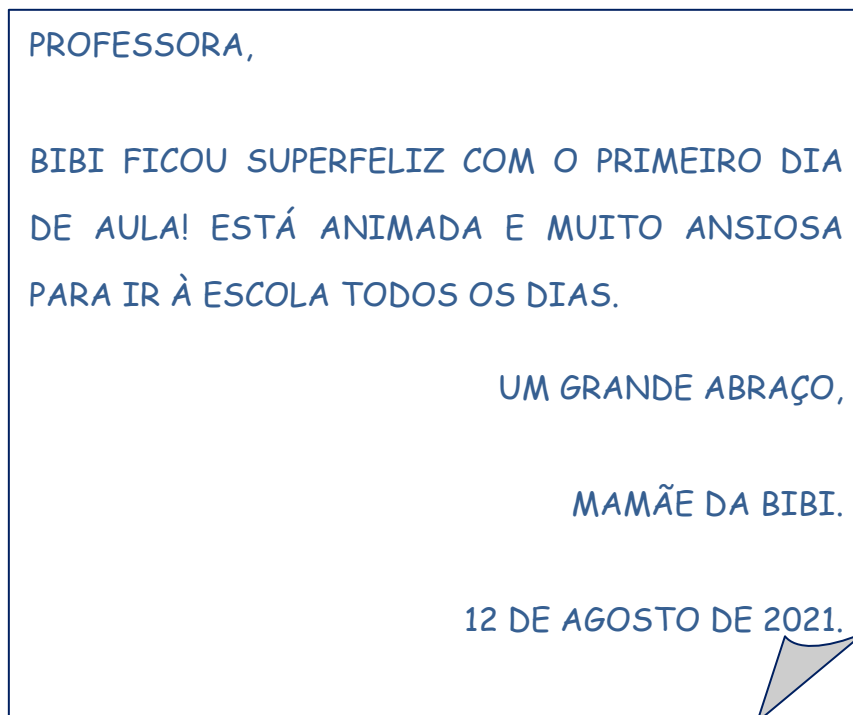 PROFESSORA,
BIBI FICOU SUPERFELIZ COM O PRIMEIRO DIA
DE AULA! ESTÁ ANIMADA E MUITO ANSIOSA
PARA IR À ESCOLA TODOS OS DIAS.
UM GRANDE ABRAÇO,
MAMÃE DA BIBI.
12 DE AGOSTO DE 2021.